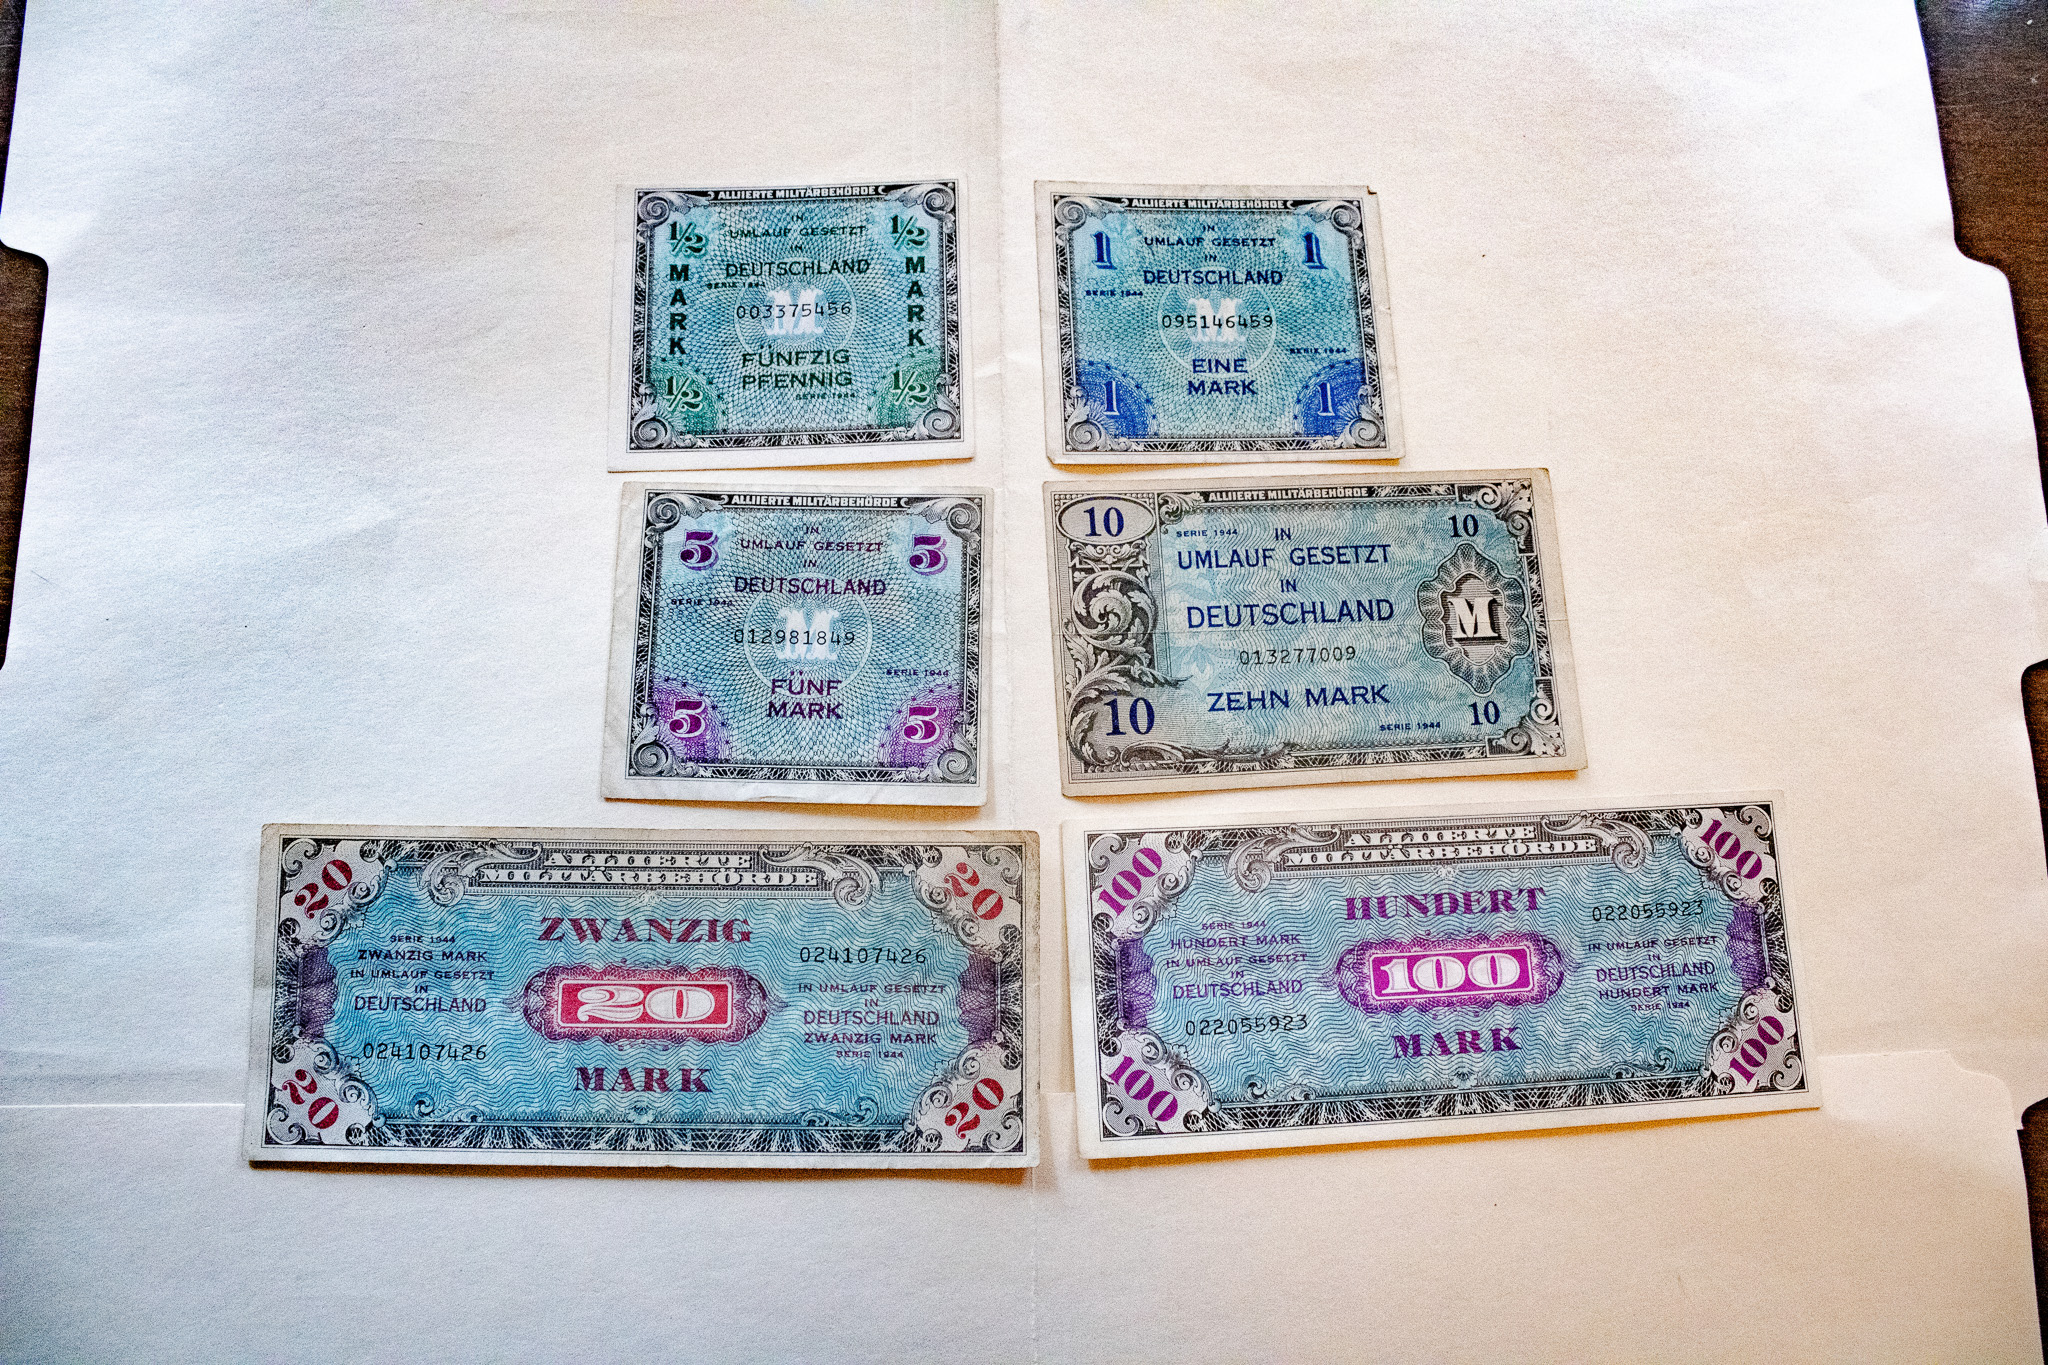 ALLIIERTE MILITÄRBEHÖRDE
1/2 1/2
IN
UMLAUF GESETZT
IN
DEUTSCHLAND
SERIE 1944
MARK MARK
003375456
M
FÜNFZIG
PFENNIG
1/2 1/2
SERIE 1944
ALLIIERTE MILITÄRBEHÖRDE
1 1
IN
UMLAUF GESETZT
IN
DEUTSCHLAND
SERIE 1944
095146459
M
SERIE 1944
EINE
MARK
1 1
ALLIIERTE MILITÄRBEHÖRDE
5 5
IN
UMLAUF GESETZT
IN
DEUTSCHLAND
SERIE 1944
012981849
M
SERIE 1944
FÜNF
MARK
5 5
ALLIIERTE MILITÄRBEHÖRDE
10 10
SERIE 1944
IN
UMLAUF GESETZT
IN
DEUTSCHLAND
M
013277009
ZEHN MARK
10 10
SERIE 1944
ALLIIERTE
MILITÄRBEHÖRDE
20 20
ZWANZIG
SERIE 1944
ZWANZIG MARK
IN UMLAUF GESETZT
IN
DEUTSCHLAND
024107426
20
024107426
IN UMLAUF GESETZT
IN
DEUTSCHLAND
ZWANZIG MARK
SERIE 1944
MARK
20 20
ALLIIERTE
MILITÄRBEHÖRDE
100 100
HUNDERT
SERIE 1944
HUNDERT MARK
IN UMLAUF GESETZT
IN
DEUTSCHLAND
022055923
100
022055923
IN UMLAUF GESETZT
IN
DEUTSCHLAND
HUNDERT MARK
SERIE 1944
MARK
100 100